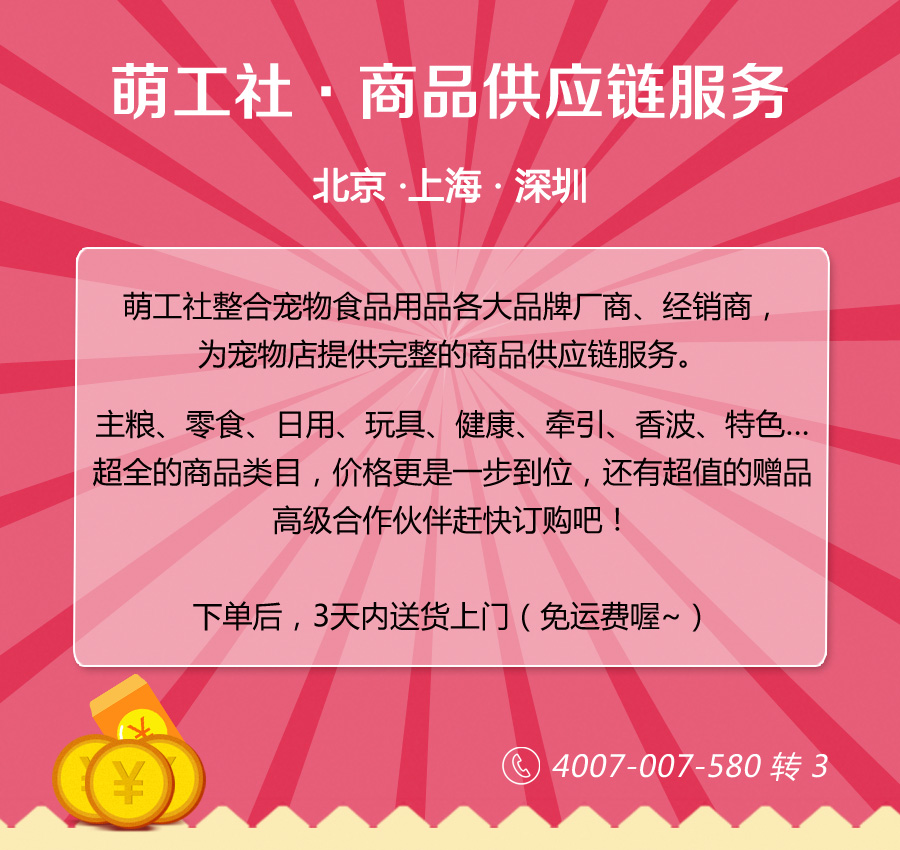 萌工社·商品供应链服务
北京·上海·深圳
萌工社整合宠物食品用品各大品牌厂商、经销商，
为宠物店提供完整的商品供应链服务。
主粮、零食、日用、玩具、健康、牵引、香波、特色...
超全的商品类目，价格更是一步到位，还有超值的赠品
高级合作伙伴赶快订购吧！
下单后，3天内送货上门（免运费喔~）
4007-007-580 转 3
¥
¥
¥
¥